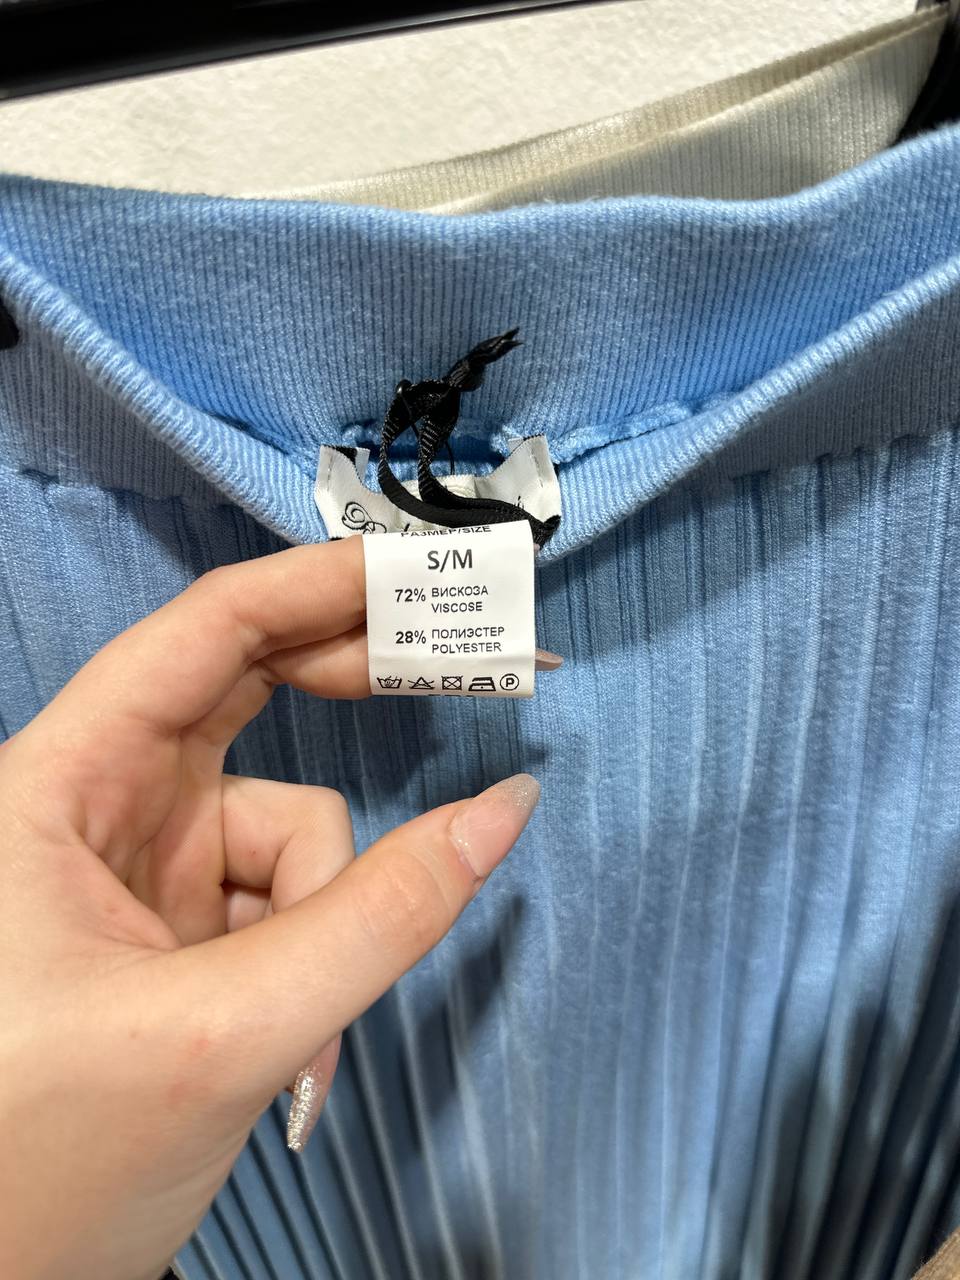 РАЗМЕР/SIZE
S/M
72% ВИСКОЗА
VISCOSE
28% ПОЛИЭСТЕР
POLYESTER
P